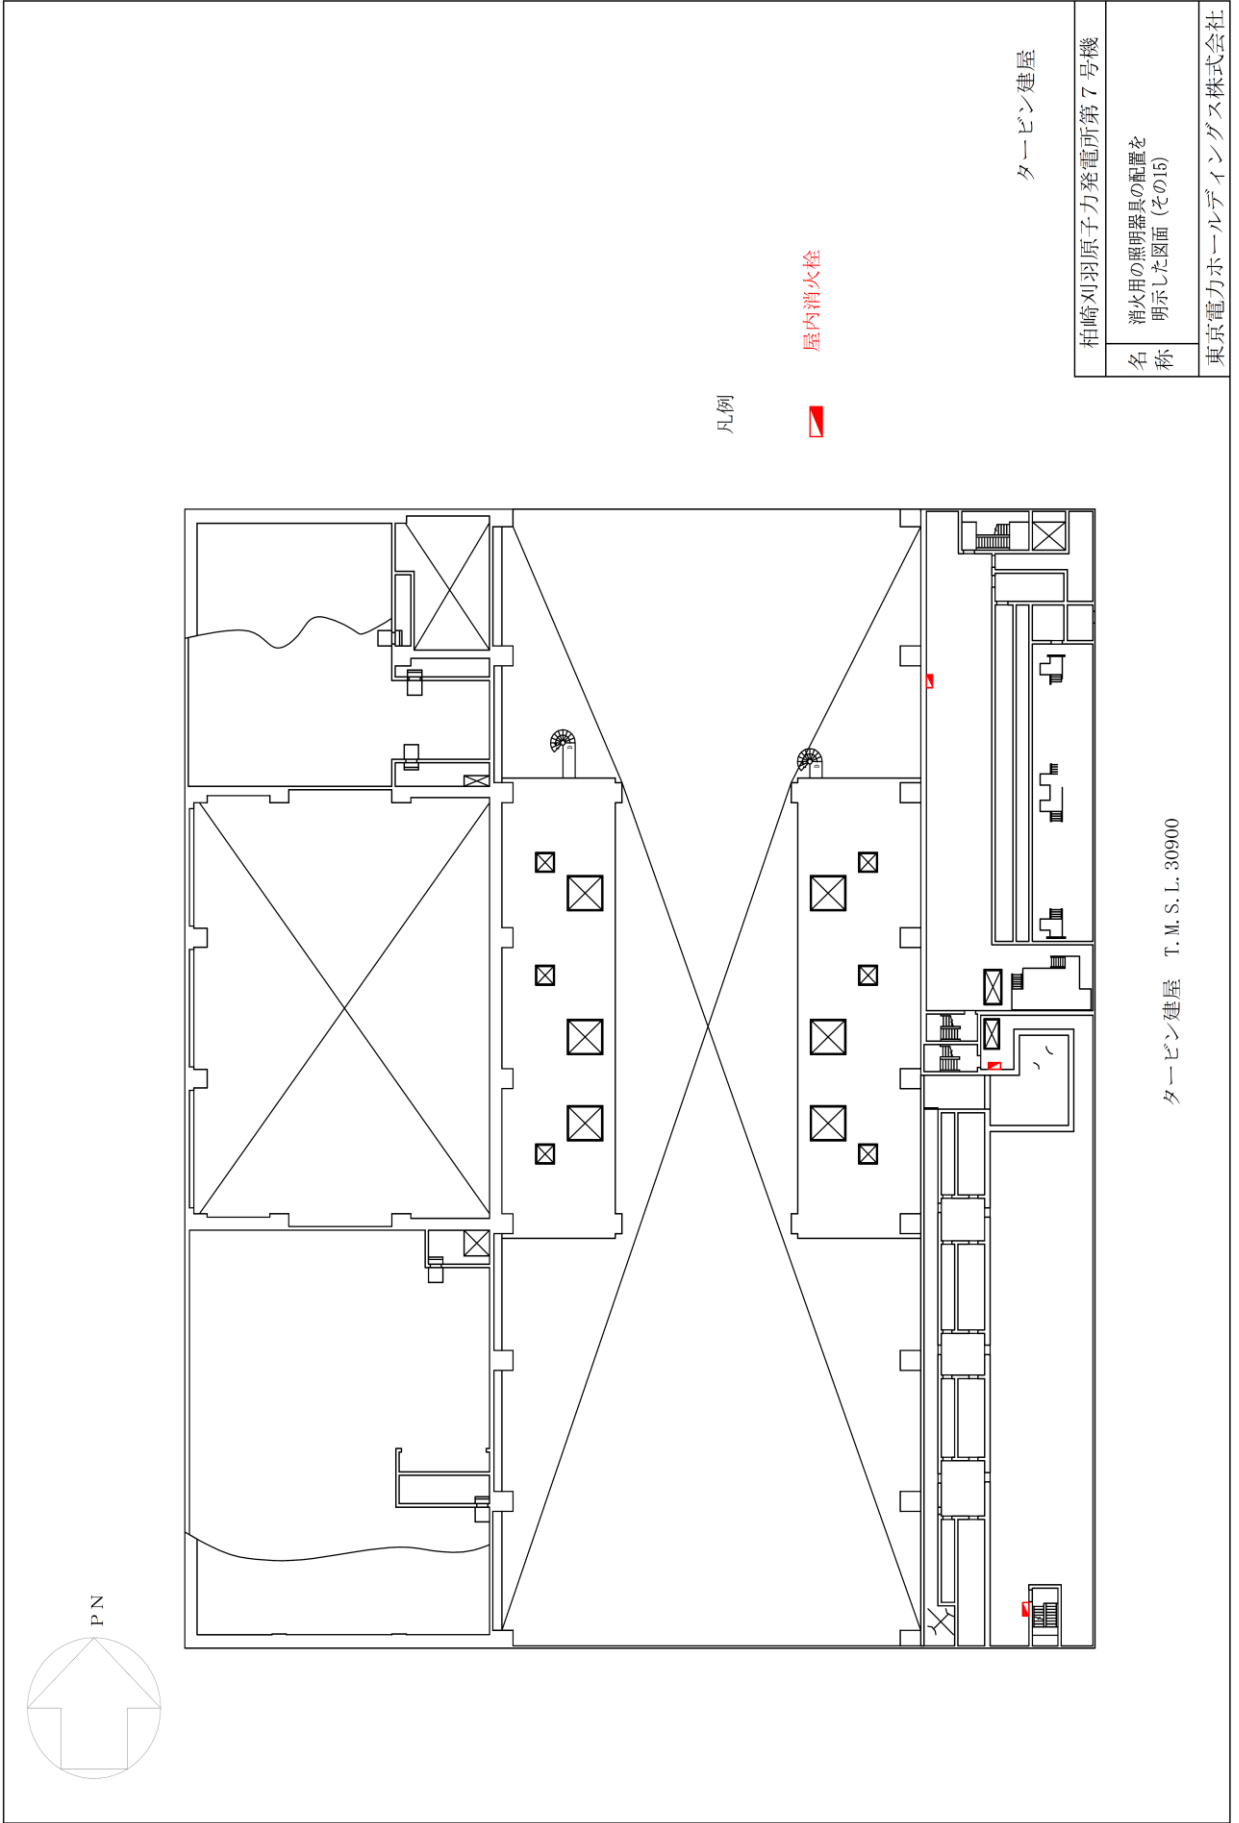 PN
凡例
屋内消火栓
タービン建屋 T.M.S.L.30900
タービン建屋
柏崎刈羽原子力発電所第7号機
名称
消火用の照明器具の配置を
明示した図面(その15)
東京電力ホールディングス株式会社